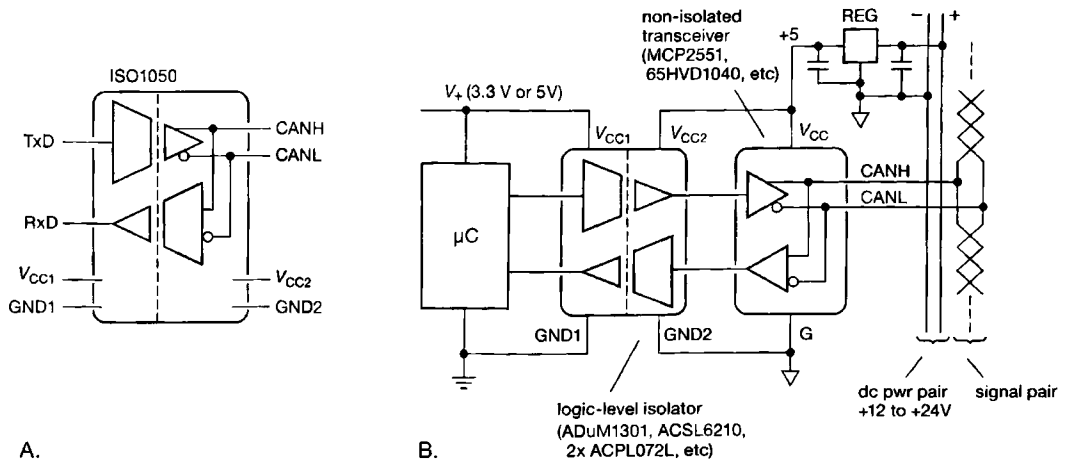 ISO1050
TxD
CANH
CANL
RxD
VCC1
VCC2
GND1
GND2
A.
non-isolated
transceiver
(MCP2551,
65HVD1040, etc)
REG
− +
+5
V+ (3.3 V or 5V)
VCC1
VCC2
VCC
CANH
CANL
µC
GND1
GND2
G
logic-level isolator
(ADuM1301, ACSL6210,
2x ACPL072L, etc)
dc pwr pair
+12 to +24V
signal pair
B.